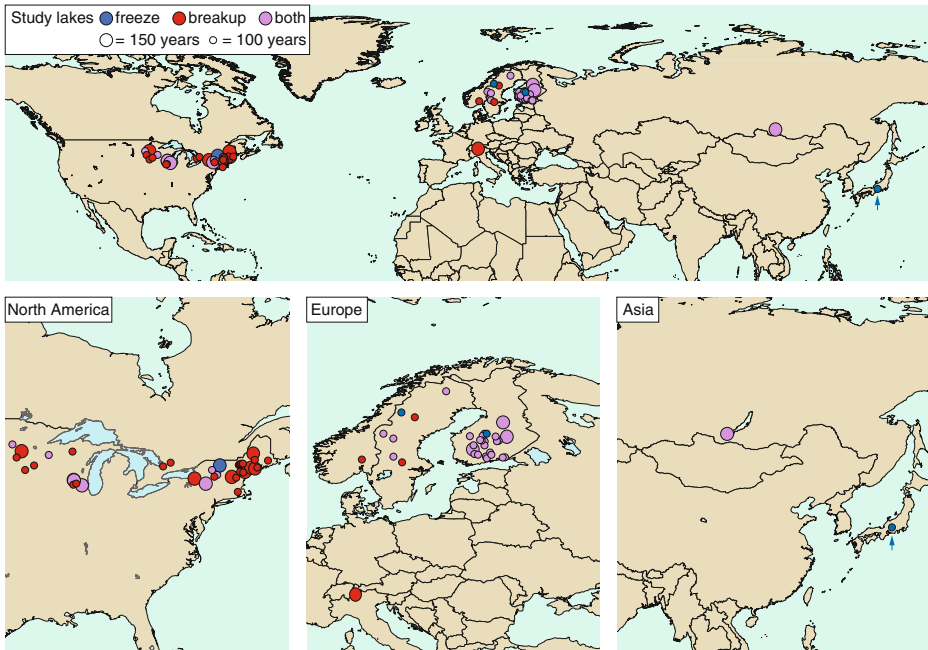 Study lakes freeze breakup both
= 150 years = 100 years
North America
Europe
Asia